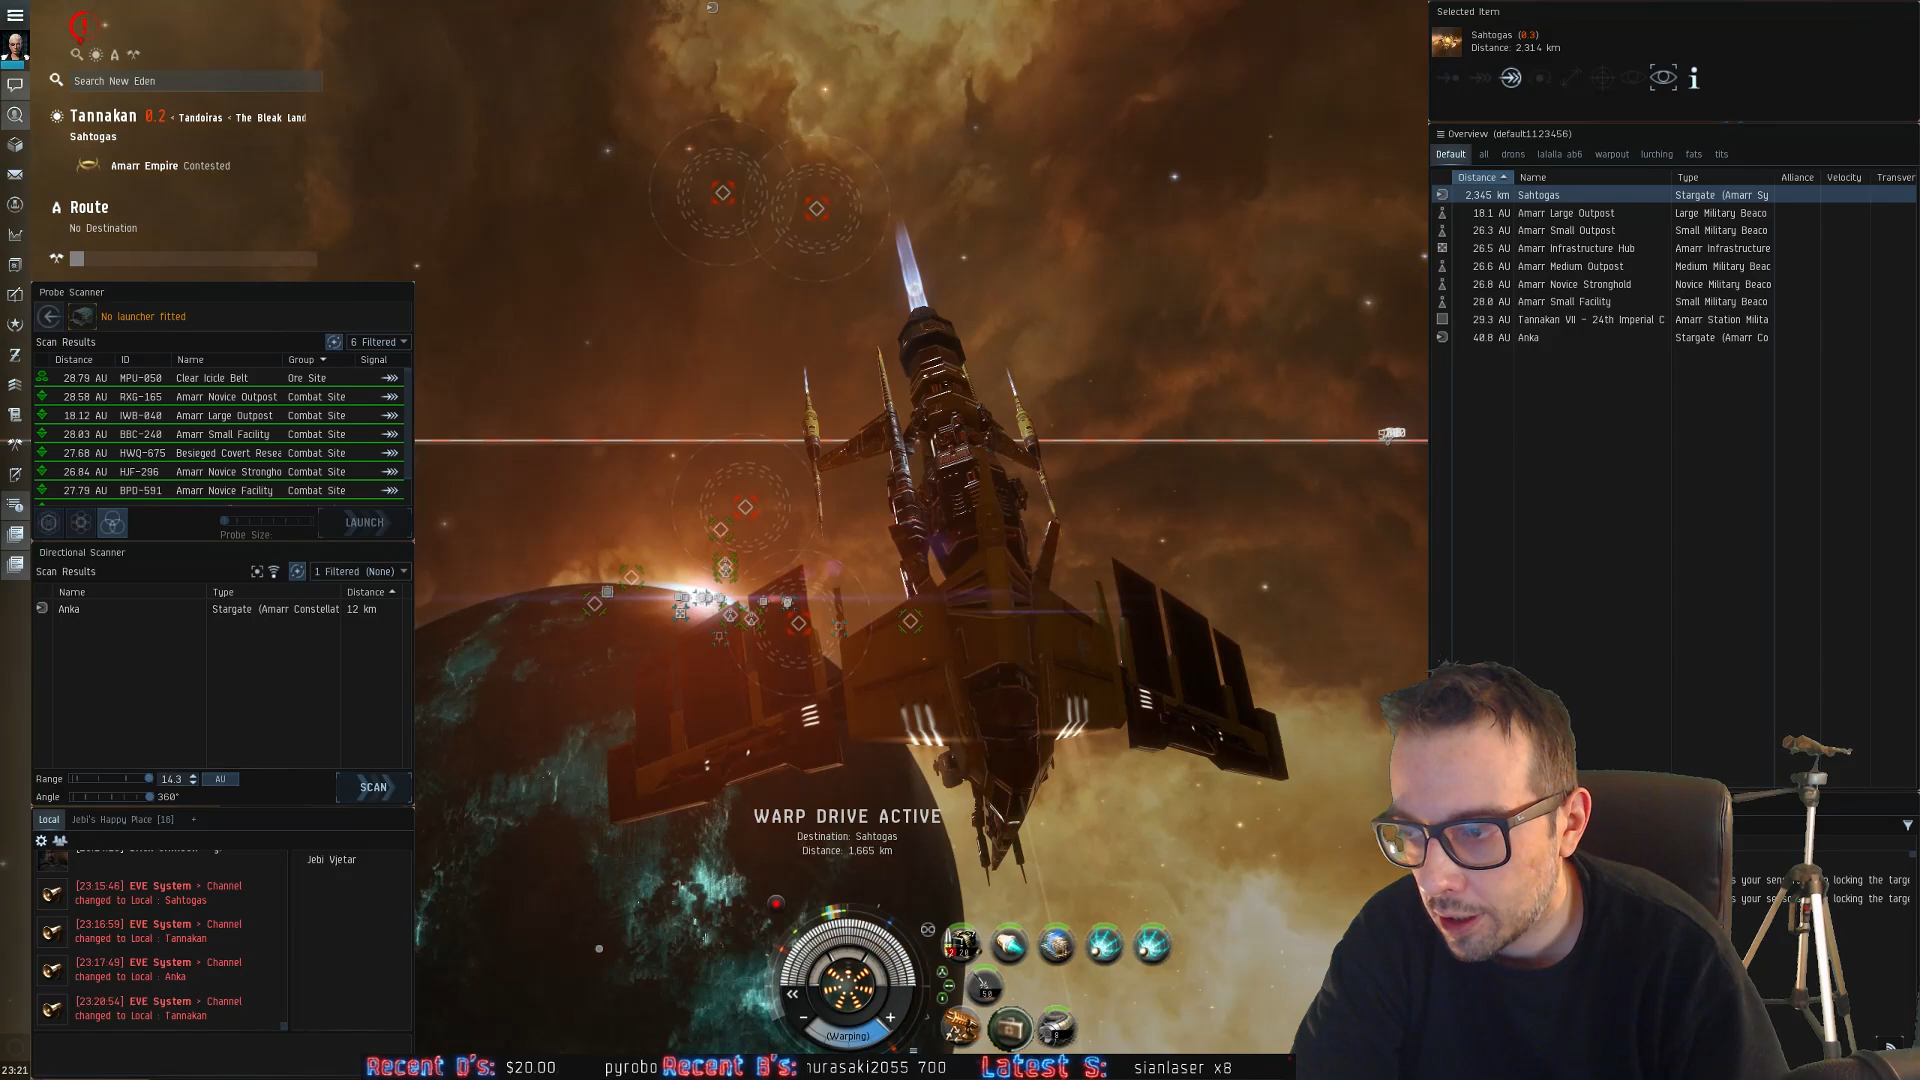 Search New Eden
Tannakan 0.2 < Tandoiras < The Bleak Land
Sahtogas
Amarr Empire Contested
Route
No Destination
Probe Scanner
No launcher fitted
Scan Results
6 Filtered
Distance ID Name Group Signal
28.79 AU MPU-050 Clear Icicle Belt Ore Site
28.58 AU RXG-165 Amarr Novice Outpost Combat Site
18.12 AU IWB-040 Amarr Large Outpost Combat Site
28.03 AU BBC-240 Amarr Small Facility Combat Site
27.68 AU HWQ-675 Besieged Covert Resea Combat Site
26.84 AU HJF-296 Amarr Novice Strongho Combat Site
27.79 AU BPD-591 Amarr Novice Facility Combat Site
Probe Size:
LAUNCH
Directional Scanner
Scan Results
1 Filtered (None)
Name Type Distance
Anka Stargate (Amarr Constellat 12 km
Range 14.3 AU
Angle 360°
SCAN
Local Jebi's Happy Place [16] +
Jebi Vjetar
[23:15:46] EVE System > Channel
changed to Local : Sahtogas
[23:16:59] EVE System > Channel
changed to Local : Tannakan
[23:17:49] EVE System > Channel
changed to Local : Anka
[23:20:54] EVE System > Channel
changed to Local : Tannakan
23:21
WARP DRIVE ACTIVE
Destination: Sahtogas
Distance: 1,665 km
(Warping)
20
50
8
Recent D's: $20.00 pyrobo Recent B's: urasaki2055 700 Latest S: sianlaser x8
Selected Item
Sahtogas (0.3)
Distance: 2,314 km
Overview (default1123456)
Default all drons lalalla ab6 warpout lurching fats tits
Distance Name Type Alliance Velocity Transver
2,345 km Sahtogas Stargate (Amarr Sy
18.1 AU Amarr Large Outpost Large Military Beaco
26.3 AU Amarr Small Outpost Small Military Beaco
26.5 AU Amarr Infrastructure Hub Amarr Infrastructure
26.6 AU Amarr Medium Outpost Medium Military Beac
26.8 AU Amarr Novice Stronghold Novice Military Beaco
28.0 AU Amarr Small Facility Small Military Beaco
29.3 AU Tannakan VII - 24th Imperial C Amarr Station Milita
40.8 AU Anka Stargate (Amarr Co
s your sens locking the targe
s your sens locking the targe